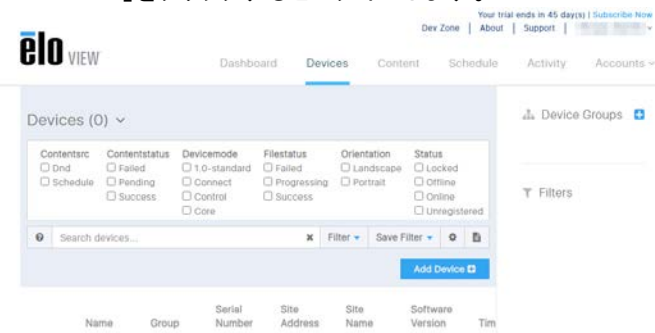 Your trial ends in 45 day(s) | Subscribe Now
Dev Zone | About | Support |
ēlo VIEW
Dashboard Devices Content Schedule Activity Accounts
Devices (0)
Device Groups
Contentsrc Contentstatus Devicemode Filestatus Orientation Status
Dnd Failed 1.0-standard Failed Landscape Locked
Schedule Pending Connect Progressing Portrait Offline
Success Control Success Online
Core Unregistered
Filters
Search devices... Filter Save Filter
Add Device
Name Group Serial Number Site Address Site Name Software Version Tim